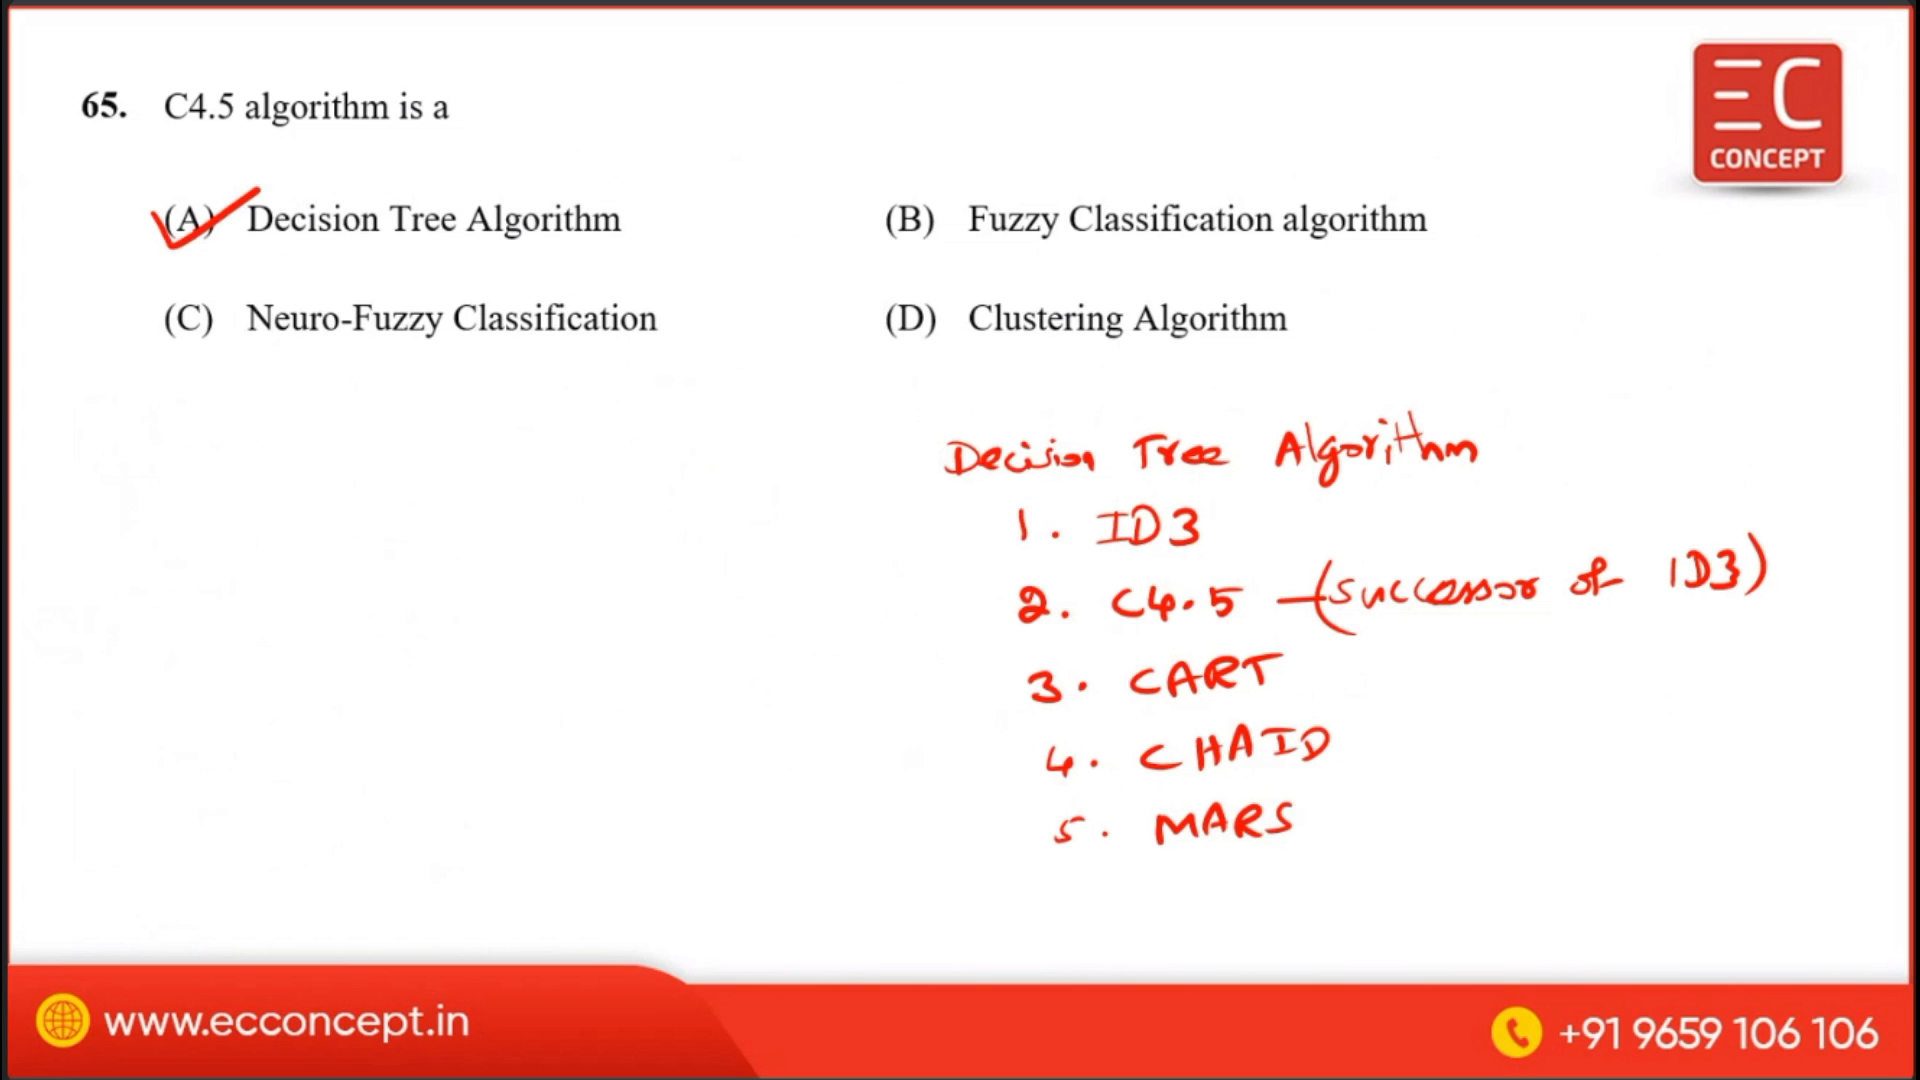 EC
CONCEPT
65. C4.5 algorithm is a
(A) Decision Tree Algorithm
(B) Fuzzy Classification algorithm
(C) Neuro-Fuzzy Classification
(D) Clustering Algorithm
Decision Tree Algorithm
1. ID3
2. C4.5 – (successor of ID3)
3. CART
4. CHAID
5. MARS
www.ecconcept.in
+91 9659 106 106